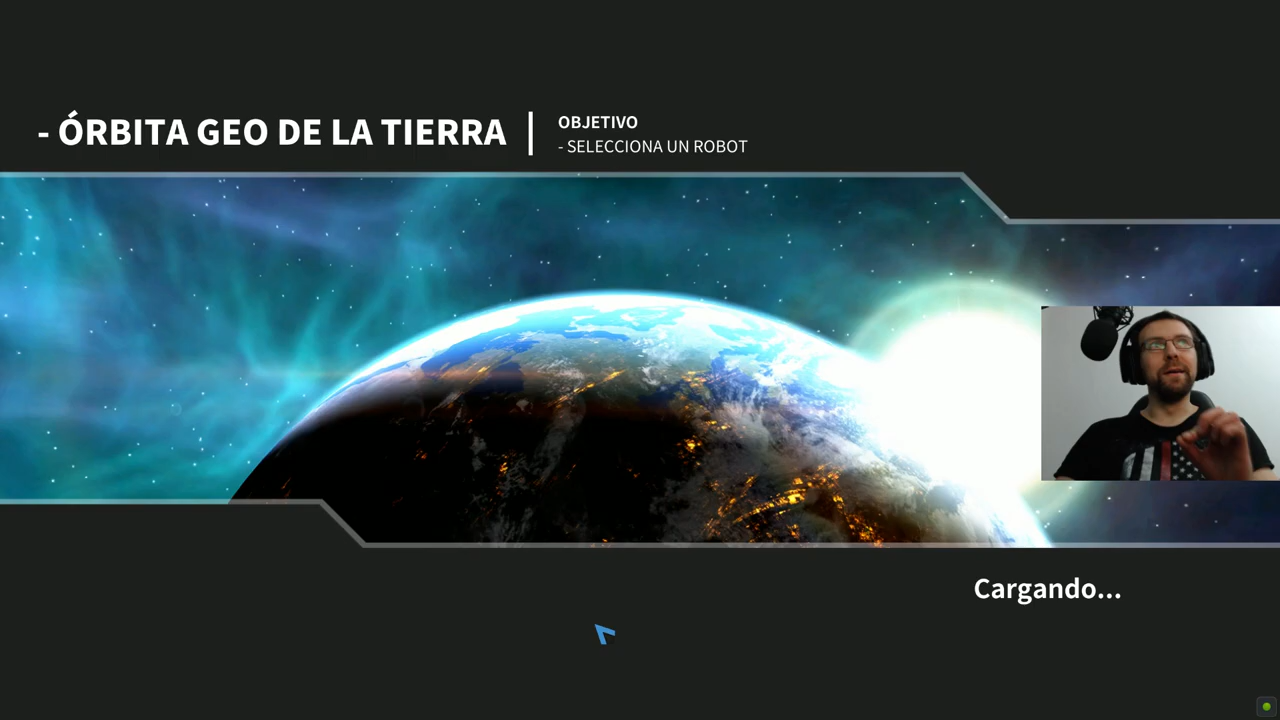 - ÓRBITA GEO DE LA TIERRA
OBJETIVO
- SELECCIONA UN ROBOT
Cargando...